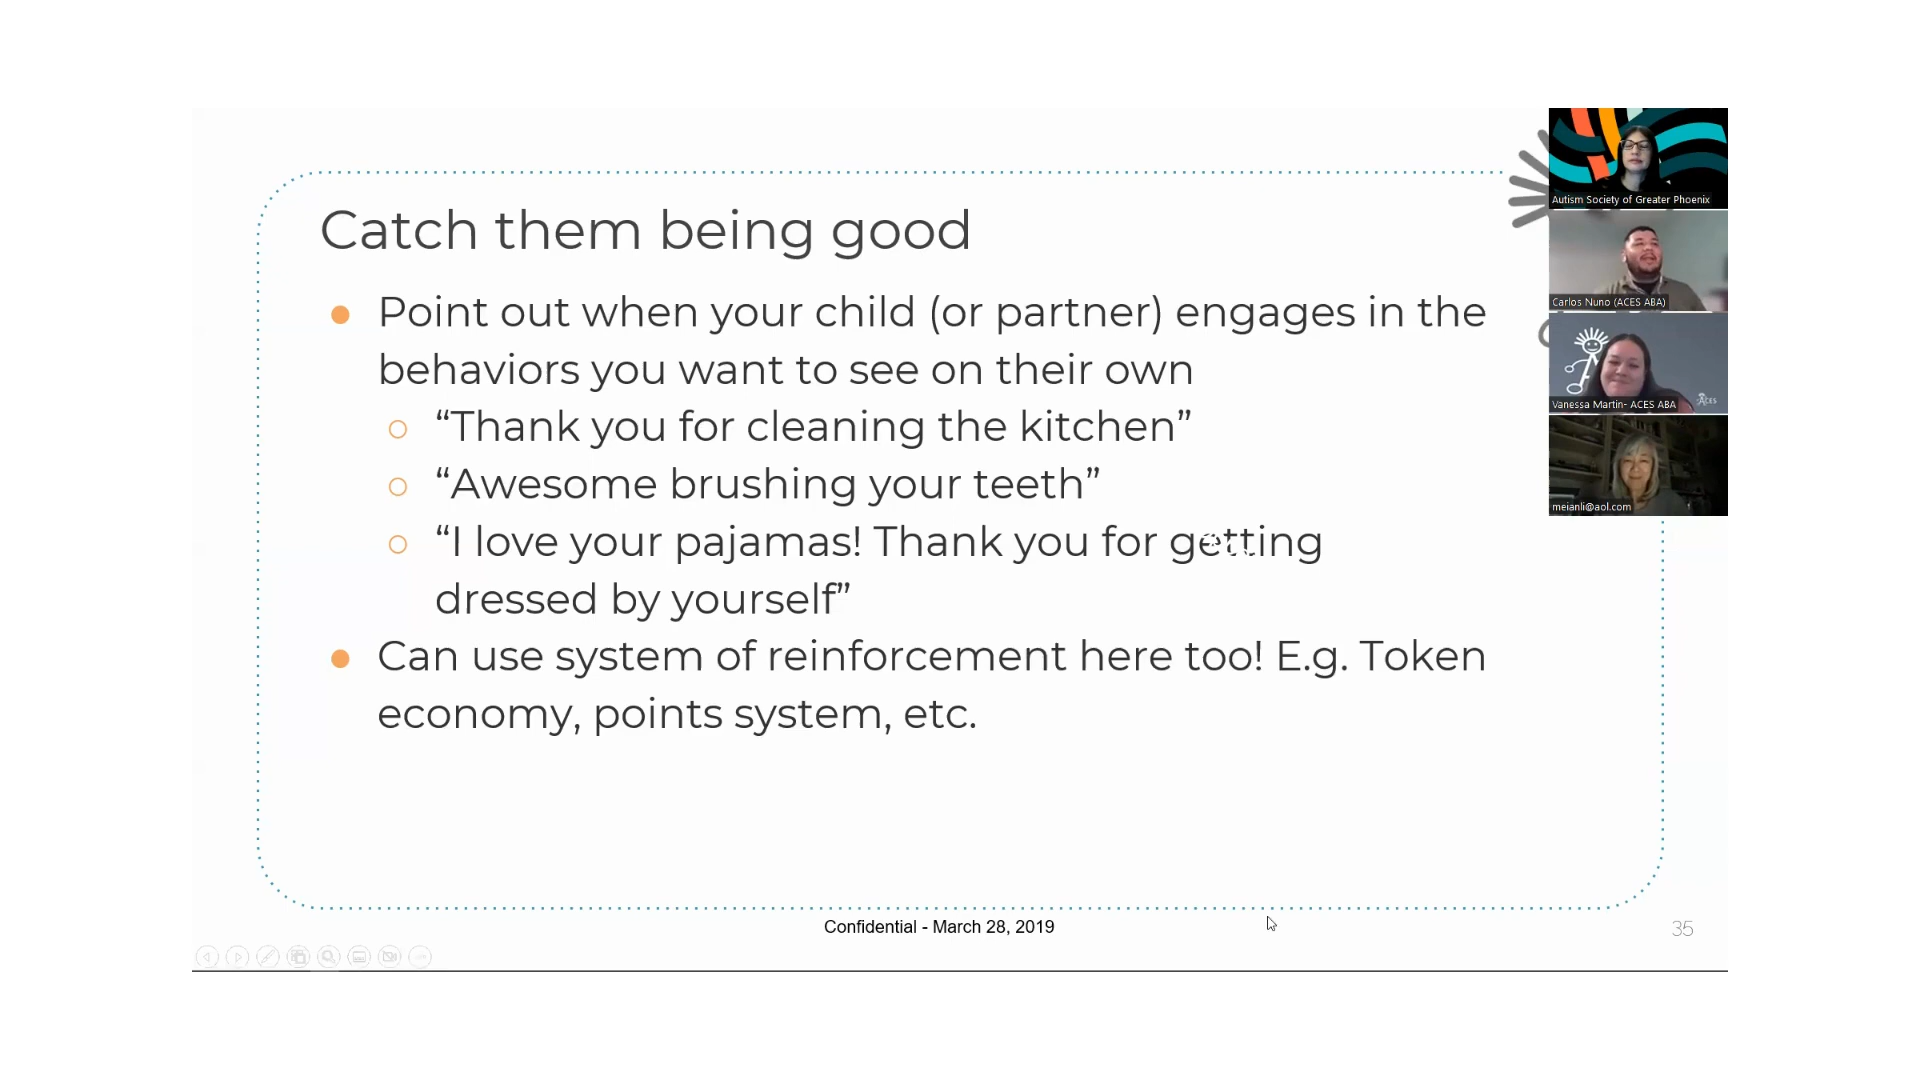 Catch them being good
Point out when your child (or partner) engages in the
behaviors you want to see on their own
“Thank you for cleaning the kitchen”
“Awesome brushing your teeth”
“I love your pajamas! Thank you for getting
dressed by yourself”
Can use system of reinforcement here too! E.g. Token
economy, points system, etc.
Confidential - March 28, 2019
35
Autism Society of Greater Phoenix
Carlos Nuno (ACES ABA)
ACES
Vanessa Martin- ACES ABA
meianli@aol.com